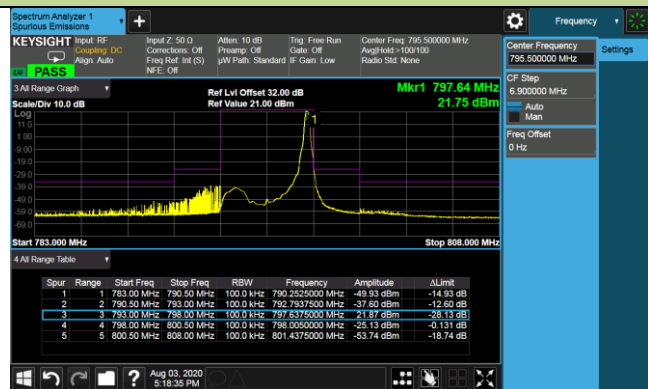 Spectrum Analyzer 1
Spurious Emissions
Frequency
KEYSIGHT
Input: RF
Coupling: DC
Align: Auto
Input Z: 50 Ω
Corrections: Off
Freq Ref: Int (S)
NFE: Off
Atten: 10 dB
Preamp: Off
µW Path: Standard
Trig: Free Run
Gate: Off
IF Gain: Low
Center Freq: 795.500000 MHz
Avg|Hold:>100/100
Radio Std: None
PASS
Center Frequency
795.500000 MHz
Settings
CF Step
6.900000 MHz
Auto
Man
Freq Offset
0 Hz
3 All Range Graph
Scale/Div 10.0 dB
Ref Lvl Offset 32.00 dB
Ref Value 21.00 dBm
Mkr1 797.64 MHz
21.75 dBm
Log
11.0
1.00
-9.00
-19.0
-29.0
-39.0
-49.0
-59.0
-69.0
1
Start 783.000 MHz
Stop 808.000 MHz
4 All Range Table
Spur Range Start Freq Stop Freq RBW Frequency Amplitude ΔLimit
1 1 783.00 MHz 790.50 MHz 100.0 kHz 790.2525000 MHz -49.93 dBm -14.93 dB
2 2 790.50 MHz 793.00 MHz 100.0 kHz 792.7937500 MHz -37.60 dBm -12.60 dB
3 3 793.00 MHz 798.00 MHz 100.0 kHz 797.6375000 MHz 21.87 dBm -28.13 dB
4 4 798.00 MHz 800.50 MHz 100.0 kHz 798.0050000 MHz -25.13 dBm -0.131 dB
5 5 800.50 MHz 808.00 MHz 100.0 kHz 801.4375000 MHz -53.74 dBm -18.74 dB
?
Aug 03, 2020
5:18:35 PM